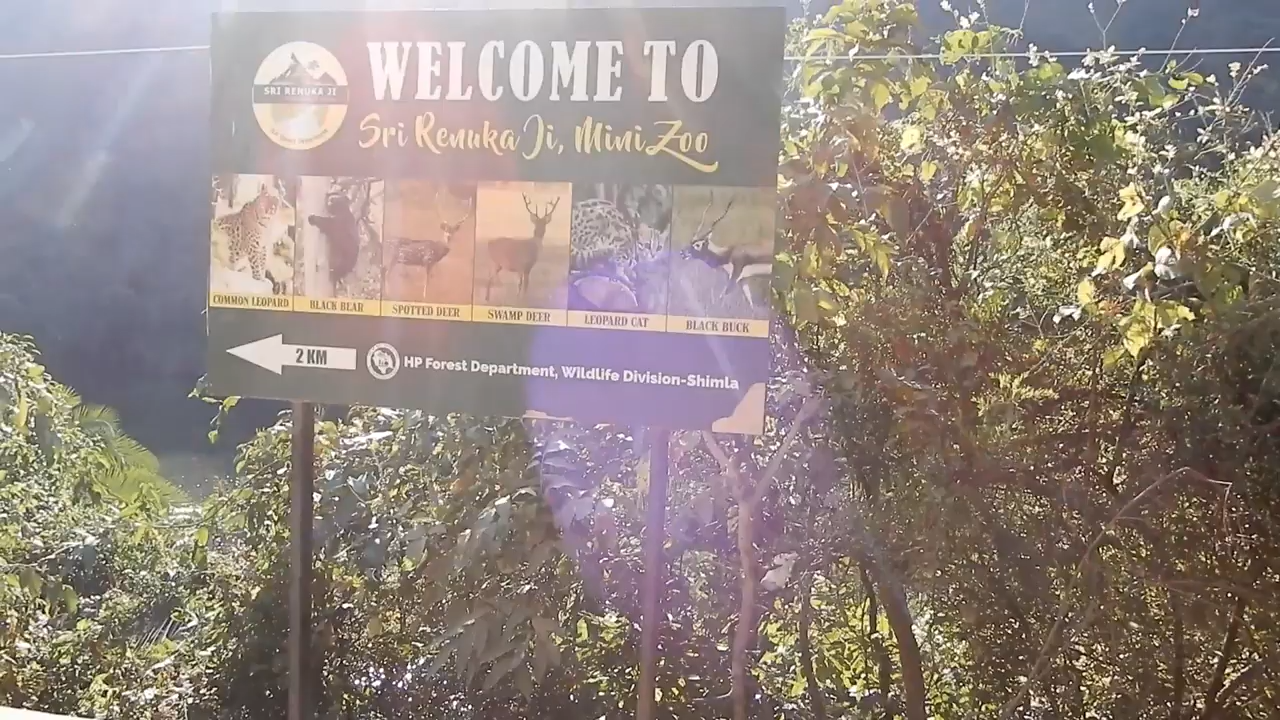 SRI RENUKA JI
WELCOME TO
Sri Renuka Ji, Mini Zoo
COMMON LEOPARD
BLACK BEAR
SPOTTED DEER
SWAMP DEER
LEOPARD CAT
BLACK BUCK
2 KM
HP Forest Department, Wildlife Division-Shimla